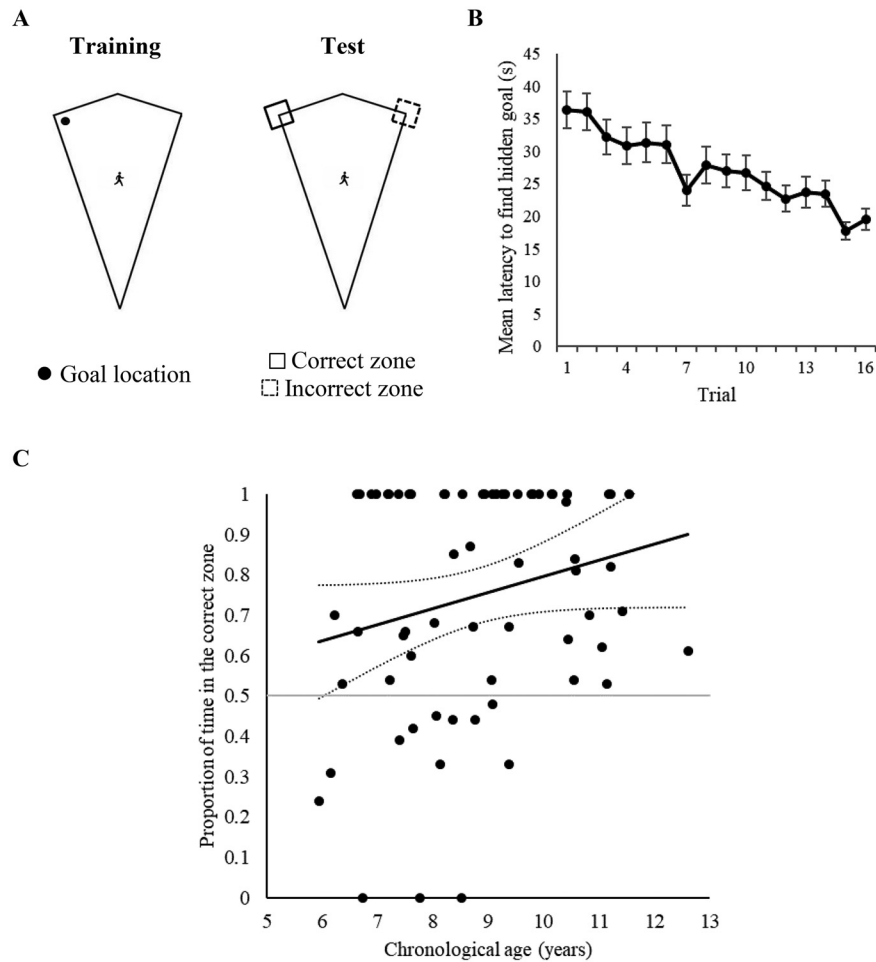 A
Training
Test
● Goal location
Correct zone
Incorrect zone
B
Mean latency to find hidden goal (s)
45
40
35
30
25
20
15
10
5
0
1 4 7 10 13 16
Trial
C
Proportion of time in the correct zone
1
0.9
0.8
0.7
0.6
0.5
0.4
0.3
0.2
0.1
0
5 6 7 8 9 10 11 12 13
Chronological age (years)